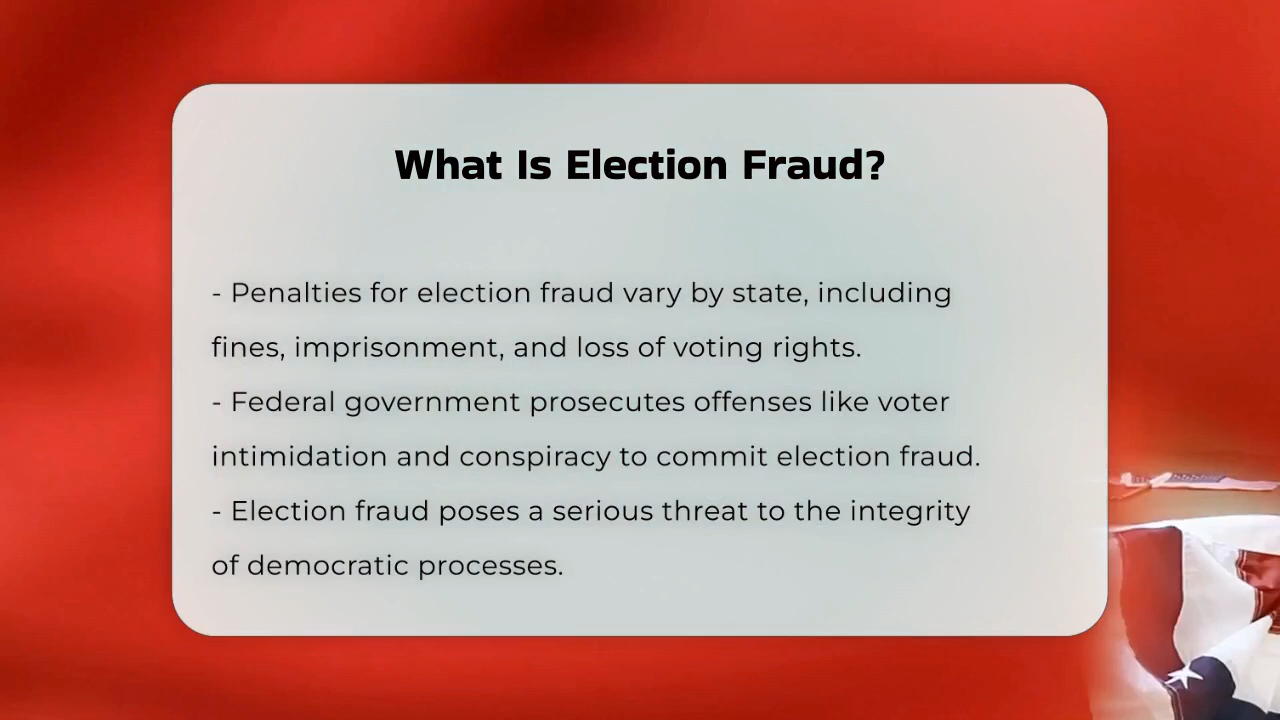 What Is Election Fraud?
- Penalties for election fraud vary by state, including
fines, imprisonment, and loss of voting rights.
- Federal government prosecutes offenses like voter
intimidation and conspiracy to commit election fraud.
- Election fraud poses a serious threat to the integrity
of democratic processes.